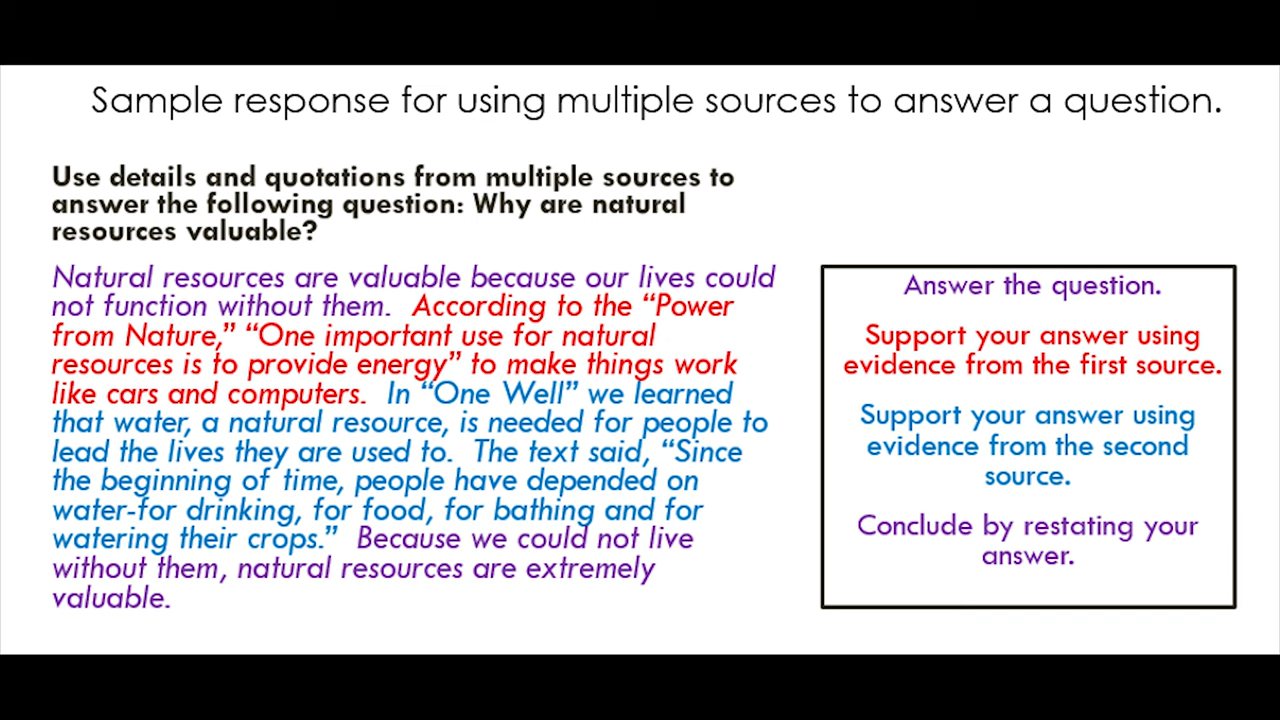 Sample response for using multiple sources to answer a question.
Use details and quotations from multiple sources to
answer the following question: Why are natural
resources valuable?
Natural resources are valuable because our lives could
not function without them.  According to the “Power
from Nature,” “One important use for natural
resources is to provide energy” to make things work
like cars and computers.  In “One Well” we learned
that water, a natural resource, is needed for people to
lead the lives they are used to.  The text said, “Since
the beginning of time, people have depended on
water-for drinking, for food, for bathing and for
watering their crops.”  Because we could not live
without them, natural resources are extremely
valuable.
Answer the question.
Support your answer using
evidence from the first source.
Support your answer using
evidence from the second
source.
Conclude by restating your
answer.